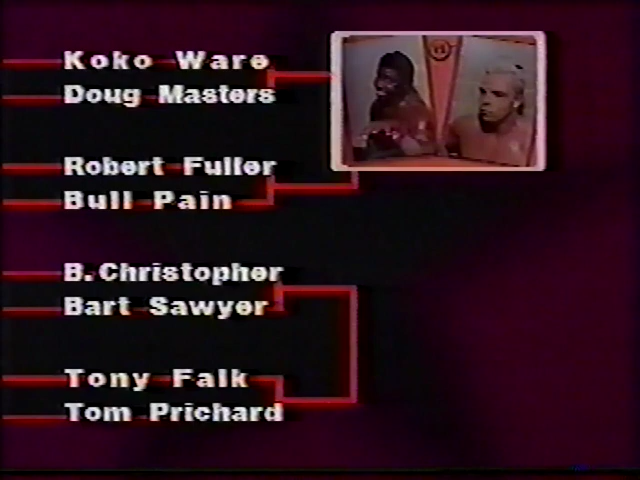 Koko Ware
Doug Masters
Robert Fuller
Bull Pain
B. Christopher
Bart Sawyer
Tony Falk
Tom Prichard